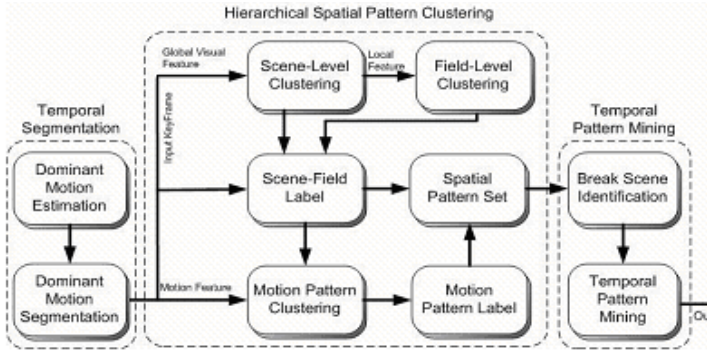 Hierarchical Spatial Pattern Clustering
Global Visual
Feature
Scene-Level
Clustering
Local
Feature
Field-Level
Clustering
Temporal
Segmentation
Input KeyFrame
Temporal
Pattern Mining
Dominant
Motion
Estimation
Scene-Field
Label
Spatial
Pattern Set
Break Scene
Identification
Dominant
Motion
Segmentation
Motion Feature
Motion Pattern
Clustering
Motion
Pattern Label
Temporal
Pattern
Mining
Ou